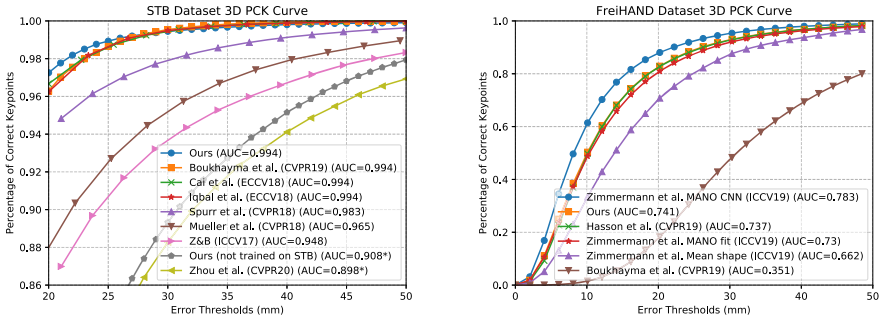 STB Dataset 3D PCK Curve
Percentage of Correct Keypoints
1.00
0.98
0.96
0.94
0.92
0.90
0.88
0.86
Ours (AUC=0.994)
Boukhayma et al. (CVPR19) (AUC=0.994)
Cai et al. (ECCV18) (AUC=0.994)
Iqbal et al. (ECCV18) (AUC=0.994)
Spurr et al. (CVPR18) (AUC=0.983)
Mueller et al. (CVPR18) (AUC=0.965)
Z&B (ICCV17) (AUC=0.948)
Ours (not trained on STB) (AUC=0.908*)
Zhou et al. (CVPR20) (AUC=0.898*)
20 25 30 35 40 45 50
Error Thresholds (mm)
FreiHAND Dataset 3D PCK Curve
Percentage of Correct Keypoints
1.0
0.8
0.6
0.4
0.2
0.0
Zimmermann et al. MANO CNN (ICCV19) (AUC=0.783)
Ours (AUC=0.741)
Hasson et al. (CVPR19) (AUC=0.737)
Zimmermann et al. MANO fit (ICCV19) (AUC=0.73)
Zimmermann et al. Mean shape (ICCV19) (AUC=0.662)
Boukhayma et al. (CVPR19) (AUC=0.351)
0 10 20 30 40 50
Error Thresholds (mm)